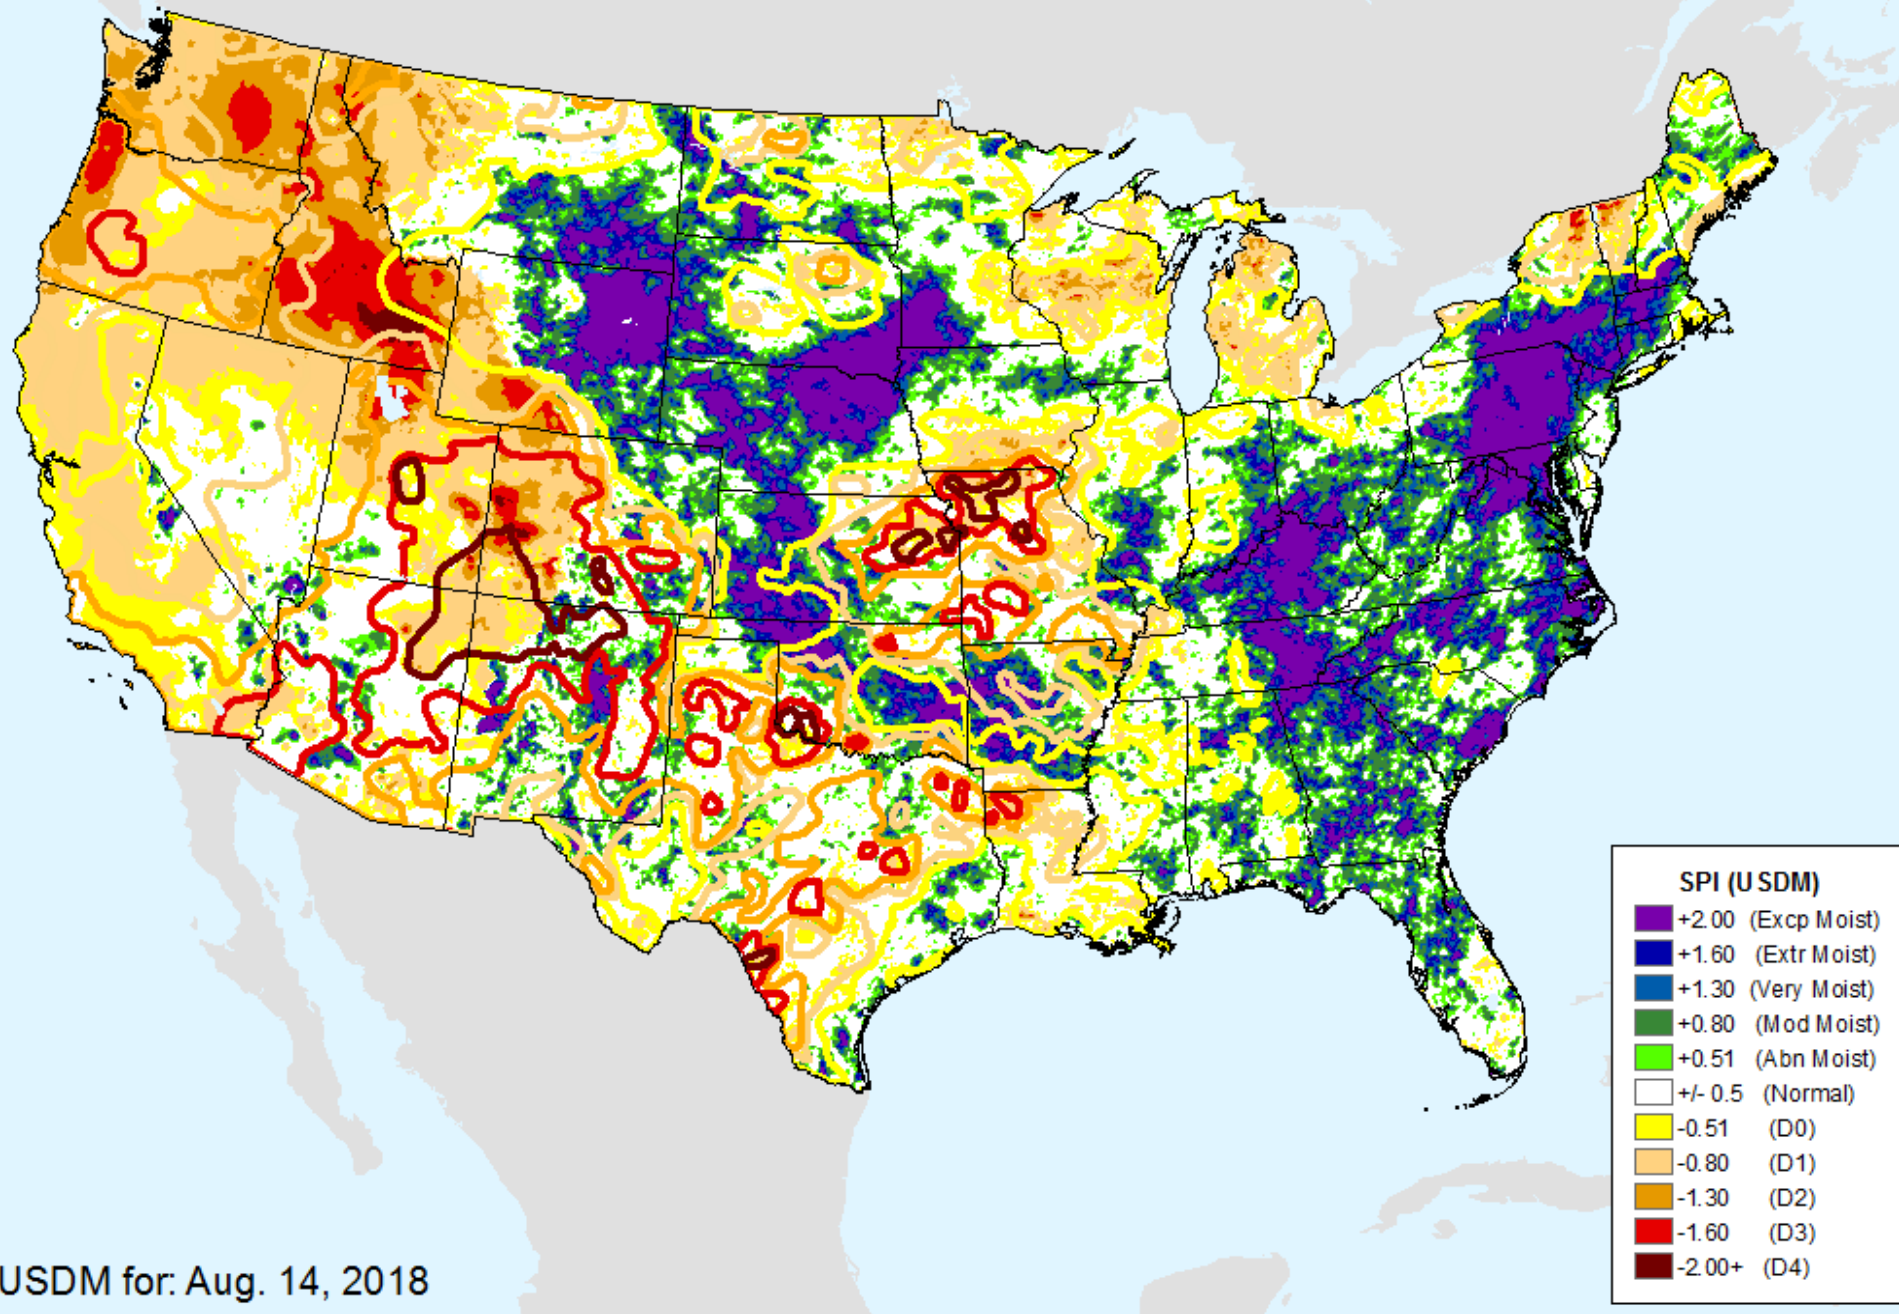 SPI (USDM)
+2.00 (Excp Moist)
+1.60 (Extr Moist)
+1.30 (Very Moist)
+0.80 (Mod Moist)
+0.51 (Abn Moist)
+/- 0.5 (Normal)
-0.51 (D0)
-0.80 (D1)
-1.30 (D2)
-1.60 (D3)
-2.00+ (D4)
USDM for: Aug. 14, 2018